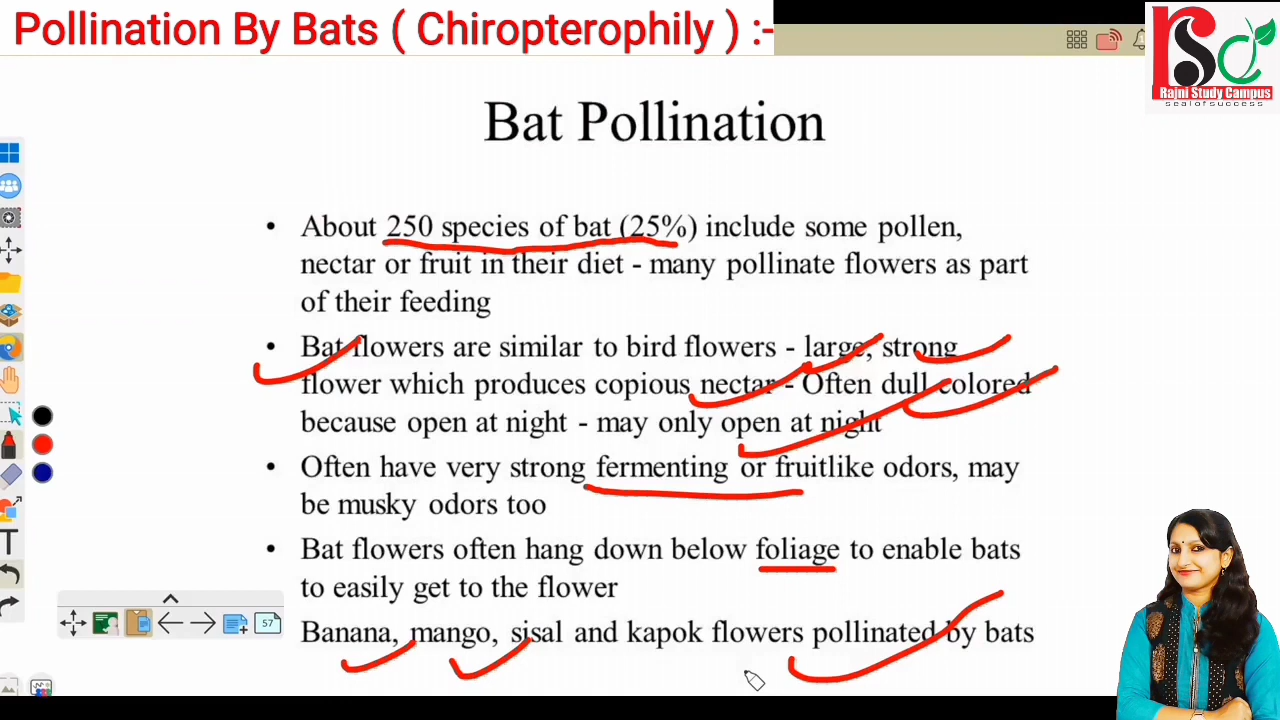 Pollination By Bats ( Chiropterophily ) :-
RSC
Rajni Study Campus
seal of success
Bat Pollination
• About 250 species of bat (25%) include some pollen,
nectar or fruit in their diet - many pollinate flowers as part
of their feeding
• Bat flowers are similar to bird flowers - large, strong
flower which produces copious nectar - Often dull colored
because open at night - may only open at night
• Often have very strong fermenting or fruitlike odors, may
be musky odors too
• Bat flowers often hang down below foliage to enable bats
to easily get to the flower
Banana, mango, sisal and kapok flowers pollinated by bats
57
T